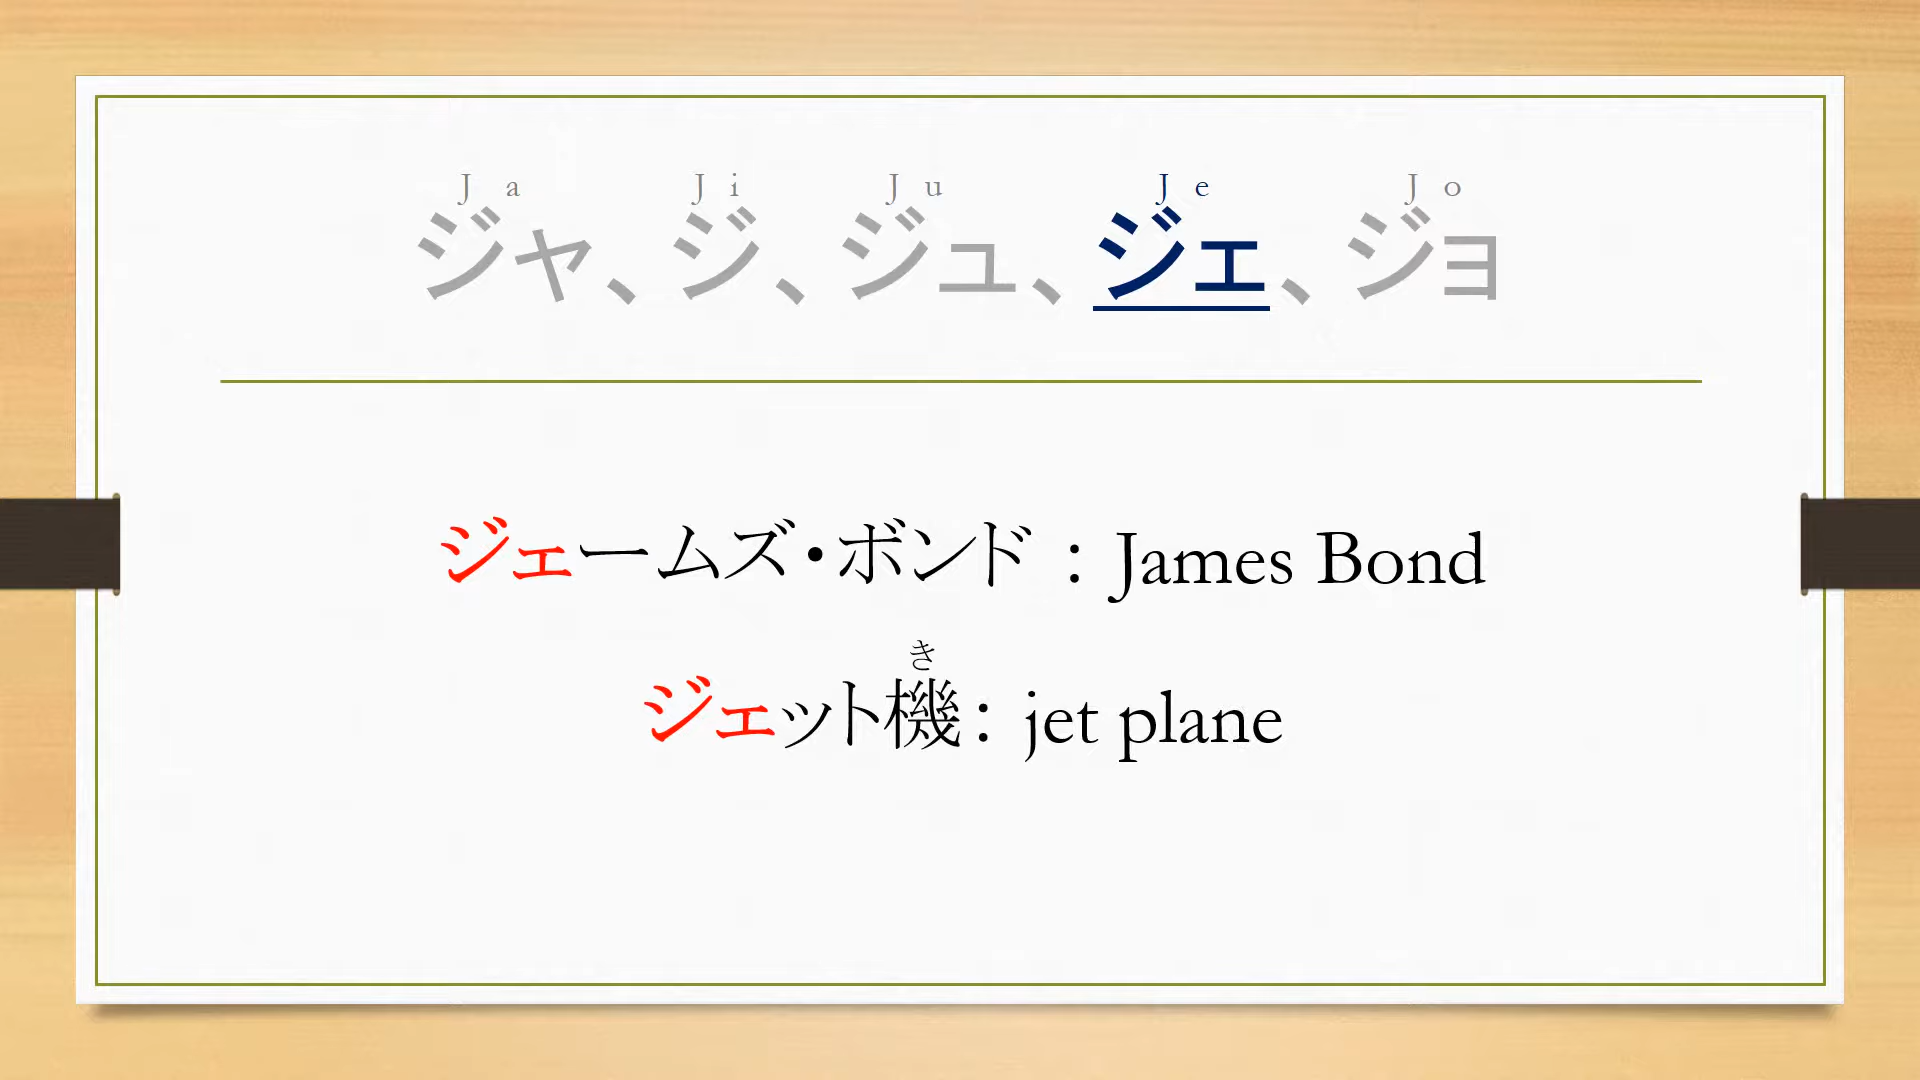 J a J i J u J e J o
ジャ、ジ、ジュ、ジェ、ジョ
ジェームズ・ボンド : James Bond
き
ジェット機: jet plane